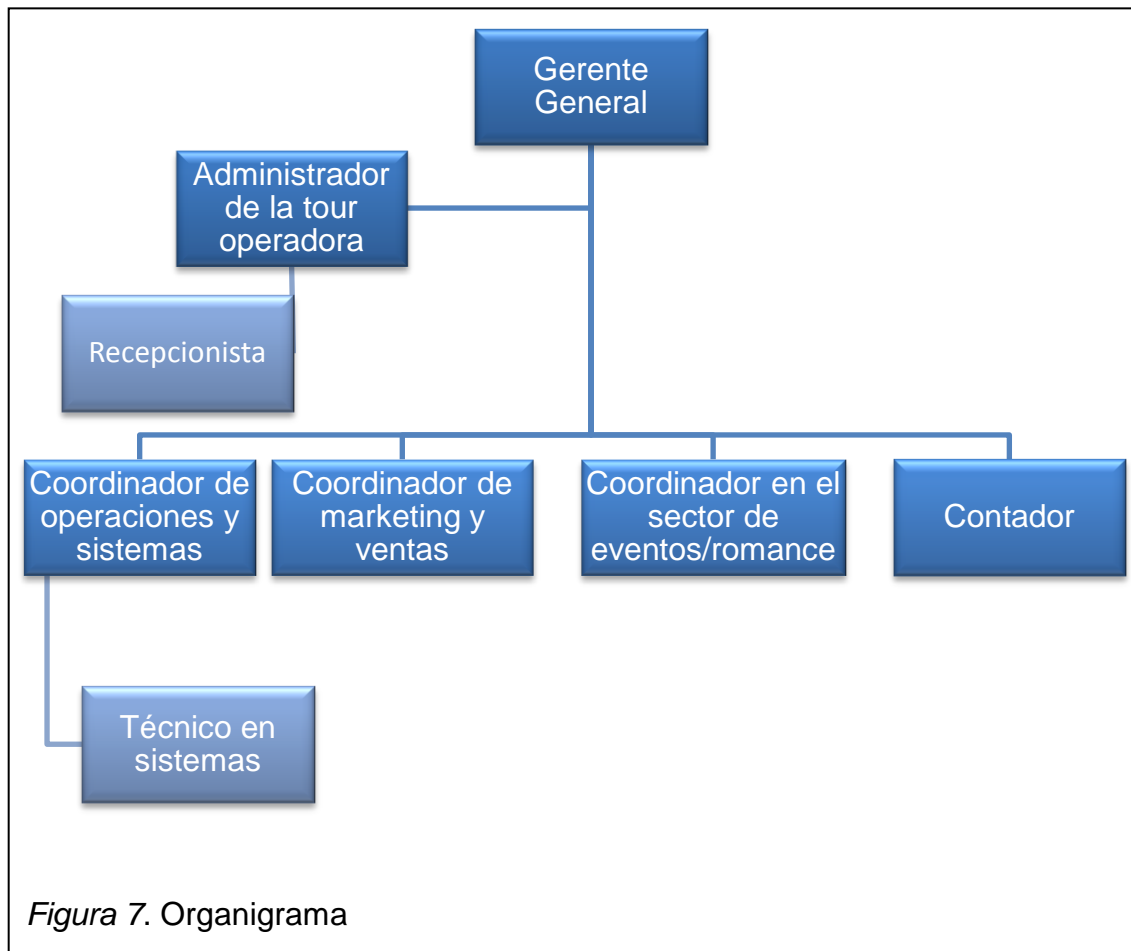 Gerente
General
Administrador
de la tour
operadora
Recepcionista
Coordinador de
operaciones y
sistemas
Coordinador de
marketing y
ventas
Coordinador en el
sector de
eventos/romance
Contador
Técnico en
sistemas
Figura 7. Organigrama